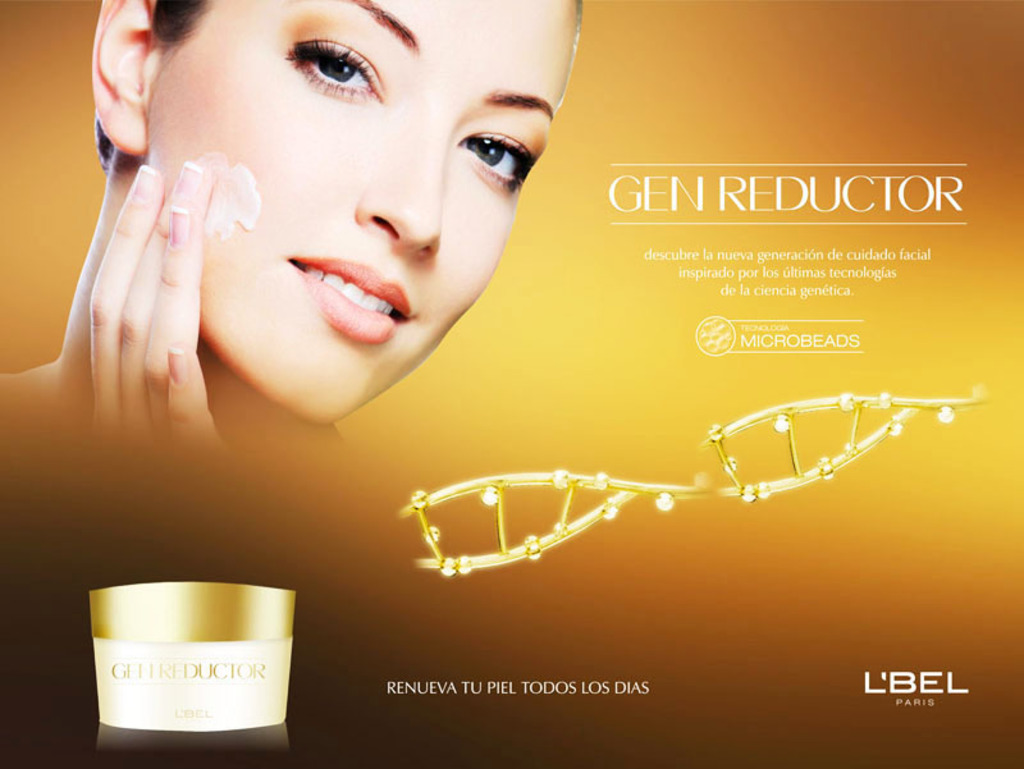 GEN REDUCTOR
descubre la nueva generación de cuidado facial
inspirado por los últimas tecnologías
de la ciencia genética.
TECNOLOGÍA
MICROBEADS
GEN REDUCTOR
L'BEL
RENUEVA TU PIEL TODOS LOS DIAS
L'BEL
PARIS